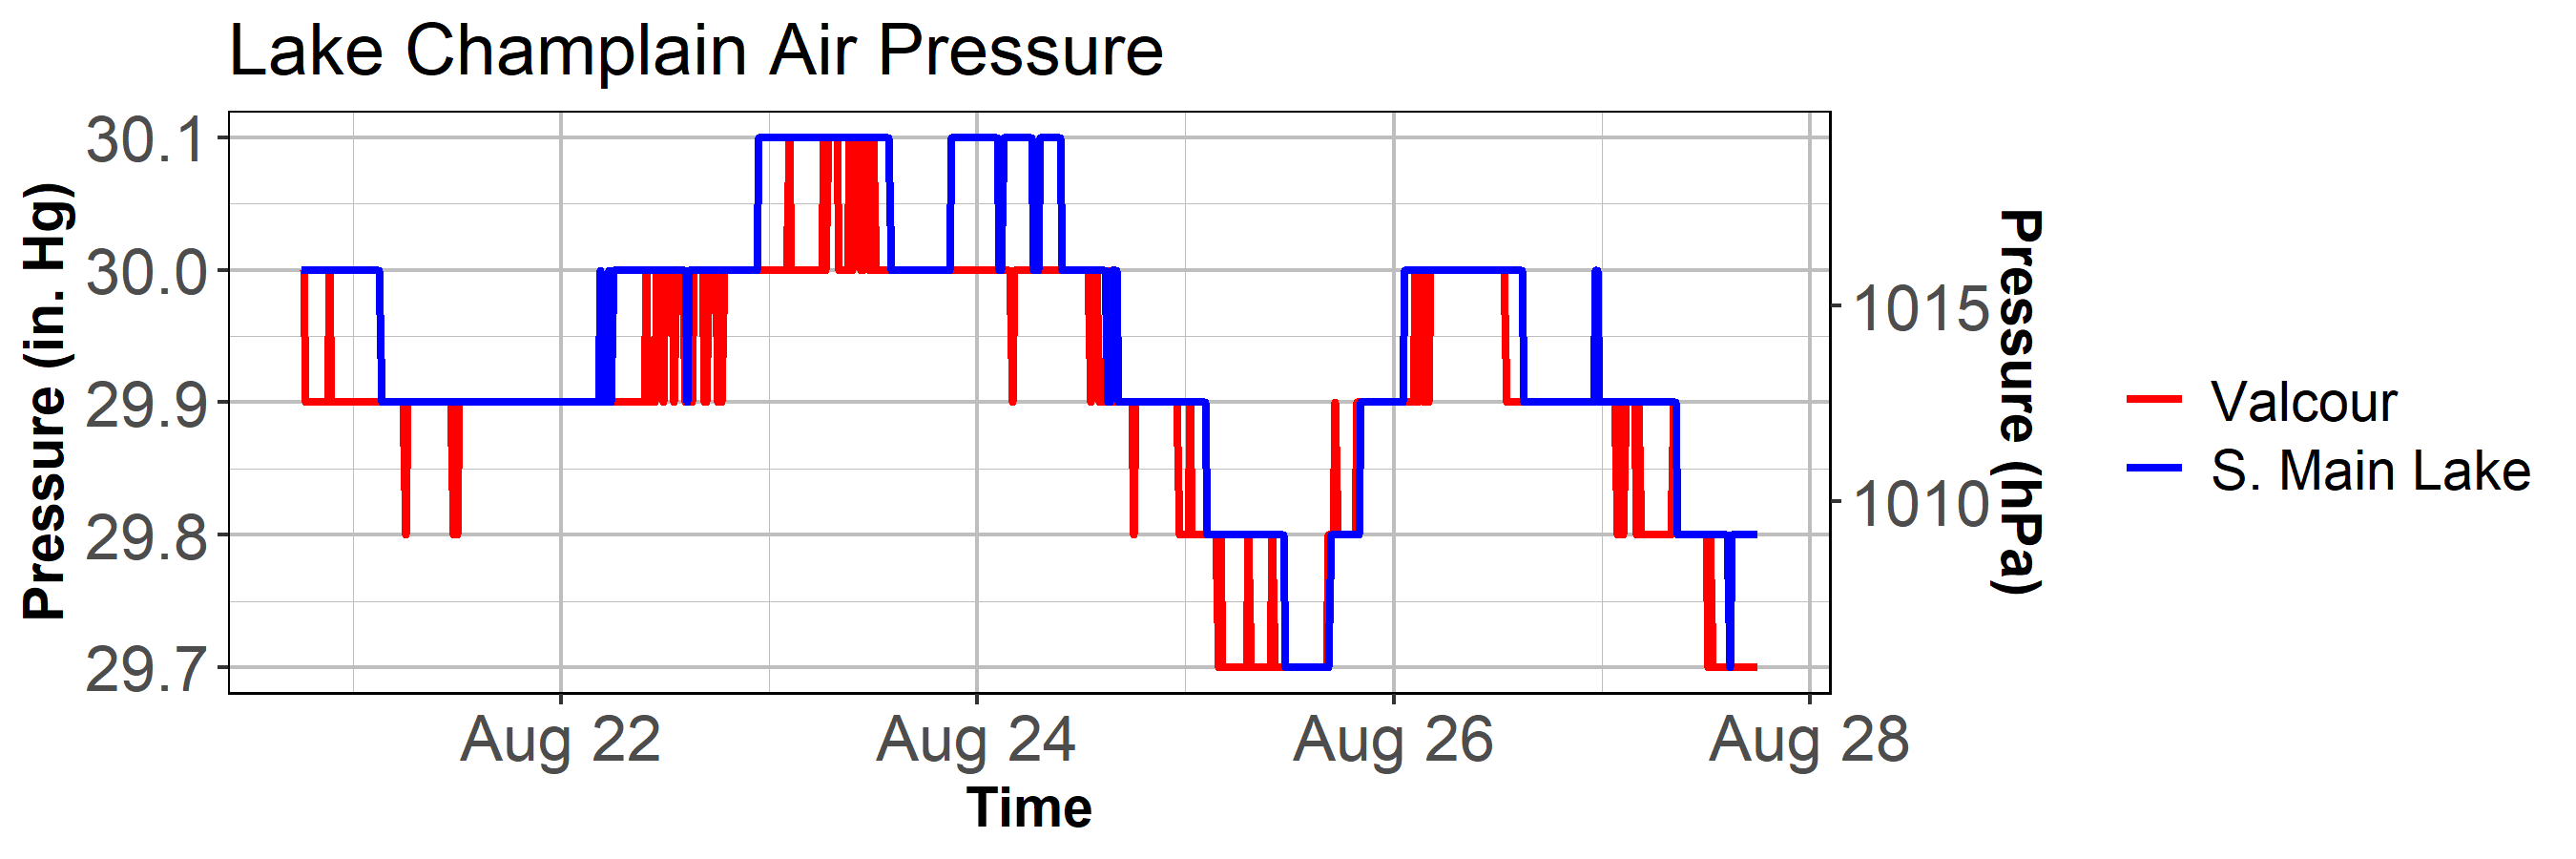 Lake Champlain Air Pressure
Pressure (in. Hg)
30.1
30.0
29.9
29.8
29.7
Aug 22
Aug 24
Aug 26
Aug 28
Time
1015
1010
Pressure (hPa)
Valcour
S. Main Lake